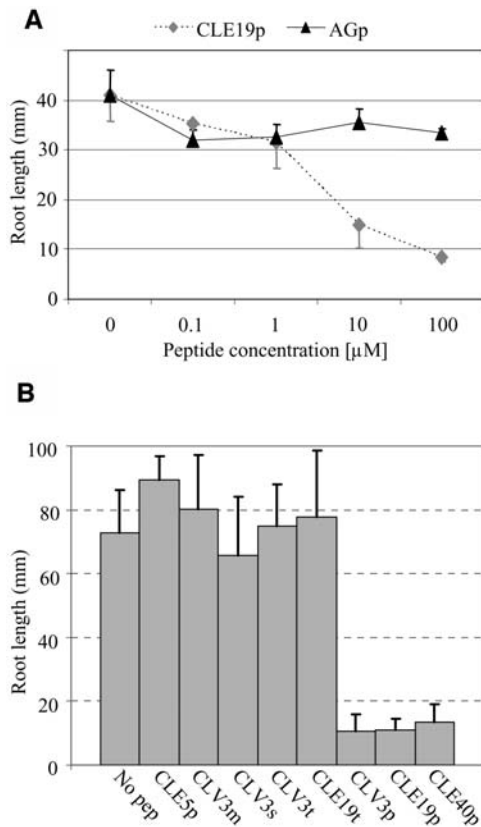 A
CLE19p AGp
Root length (mm)
40
30
20
10
0
0 0.1 1 10 100
Peptide concentration [µM]
B
Root length (mm)
100
80
60
40
20
0
No pep CLE5p CLV3m CLV3s CLV3t CLE19t CLV3p CLE19p CLE40p